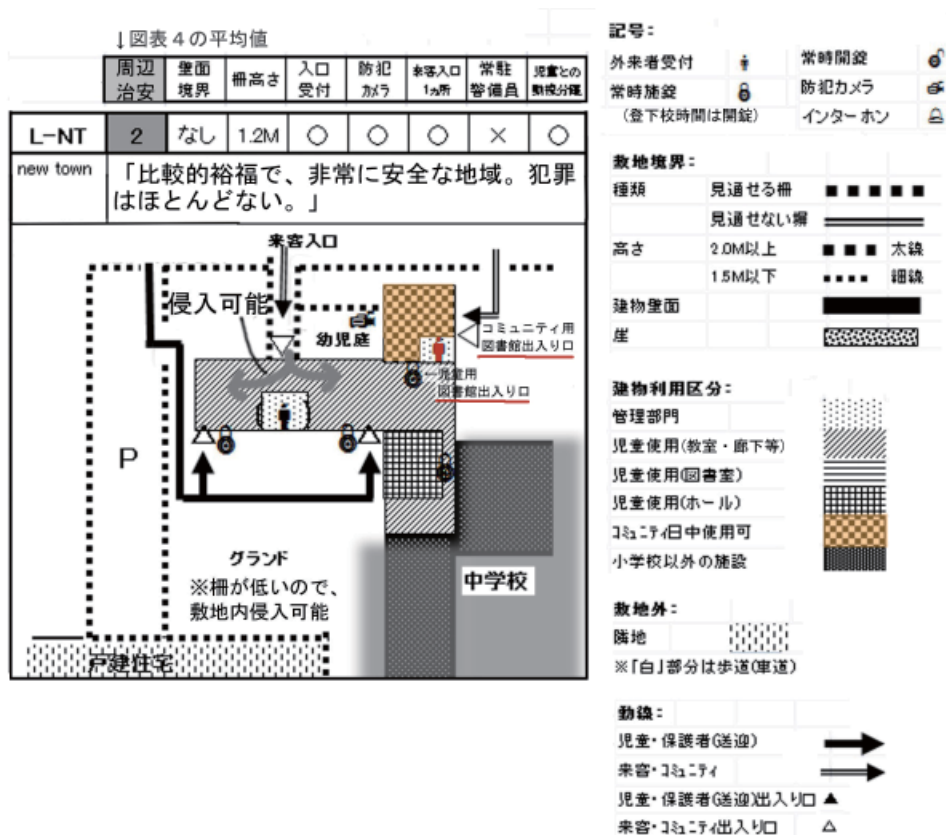 ↓図表4の平均値
周辺治安 壁面境界 柵高さ 入口受付 防犯カメラ 来客入口1ヵ所 常駐警備員 児童との動線分離
L-NT 2 なし 1.2M ○ ○ ○ × ○
new town 「比較的裕福で、非常に安全な地域。犯罪
はほとんどない。」
来客入口
侵入可能
幼児庭
コミュニティ用
図書館出入り口
←児童用
図書館出入り口
P
グランド
※柵が低いので、
敷地内侵入可能
中学校
戸建住宅
記号:
外来者受付 常時開錠
常時施錠 防犯カメラ
(登下校時間は開錠) インターホン
敷地境界:
種類 見通せる柵
見通せない塀
高さ 2.0M以上 太線
1.5M以下 細線
建物壁面
崖
建物利用区分:
管理部門
児童使用(教室・廊下等)
児童使用(図書室)
児童使用(ホール)
コミュニティ日中使用可
小学校以外の施設
敷地外:
隣地
※「白」部分は歩道(車道)
動線:
児童・保護者(送迎)
来客・コミュニティ
児童・保護者(送迎)出入り口 ▲
来客・コミュニティ出入り口 △